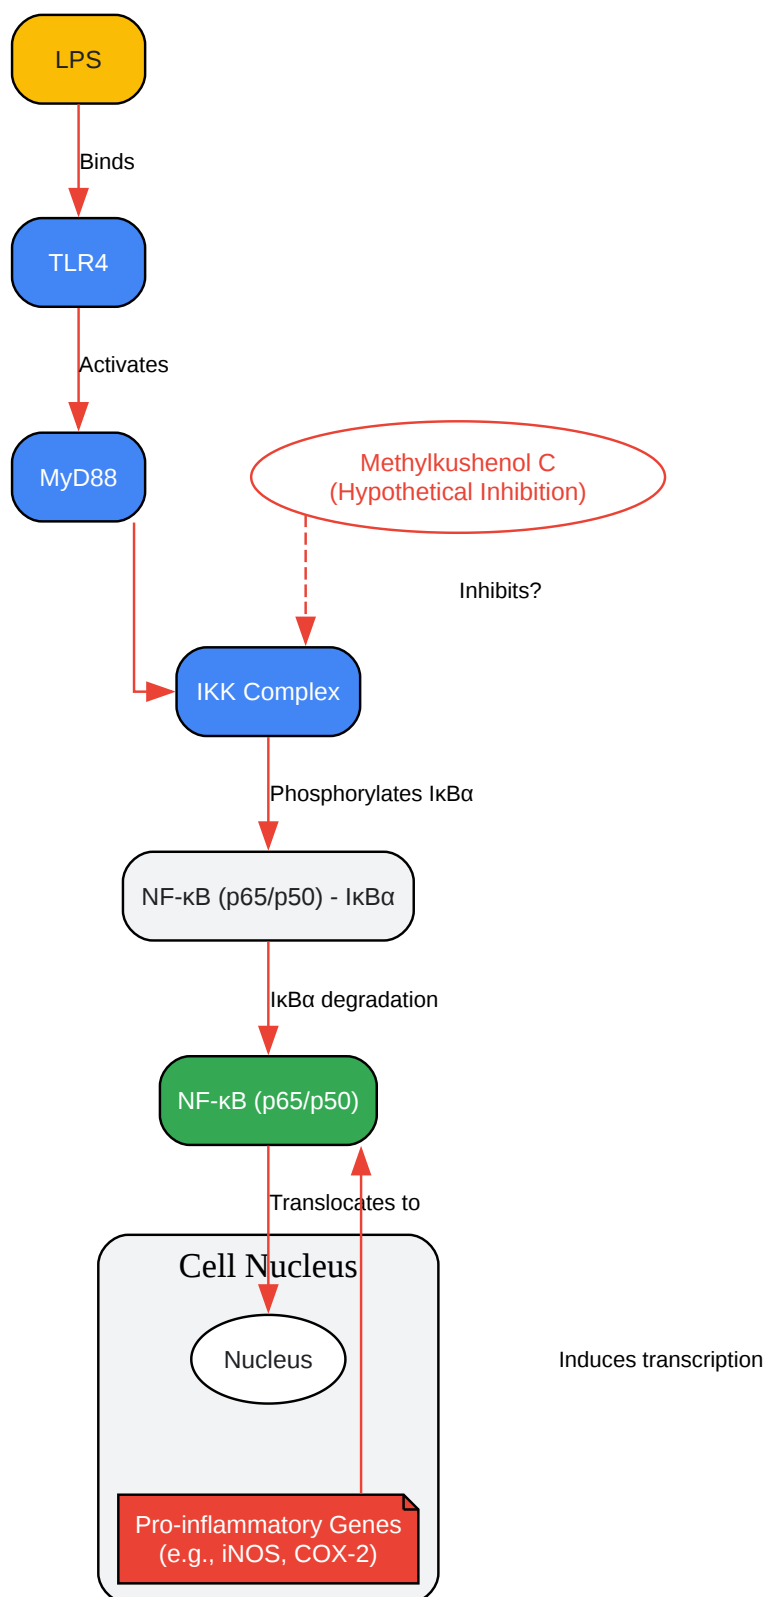 LPS
Binds
TLR4
Activates
MyD88
Methylkushenol C
(Hypothetical Inhibition)
Inhibits?
IKK Complex
Phosphorylates IκBα
NF-κB (p65/p50) - IκBα
IκBα degradation
NF-κB (p65/p50)
Translocates to
Cell Nucleus
Nucleus
Induces transcription
Pro-inflammatory Genes
(e.g., iNOS, COX-2)